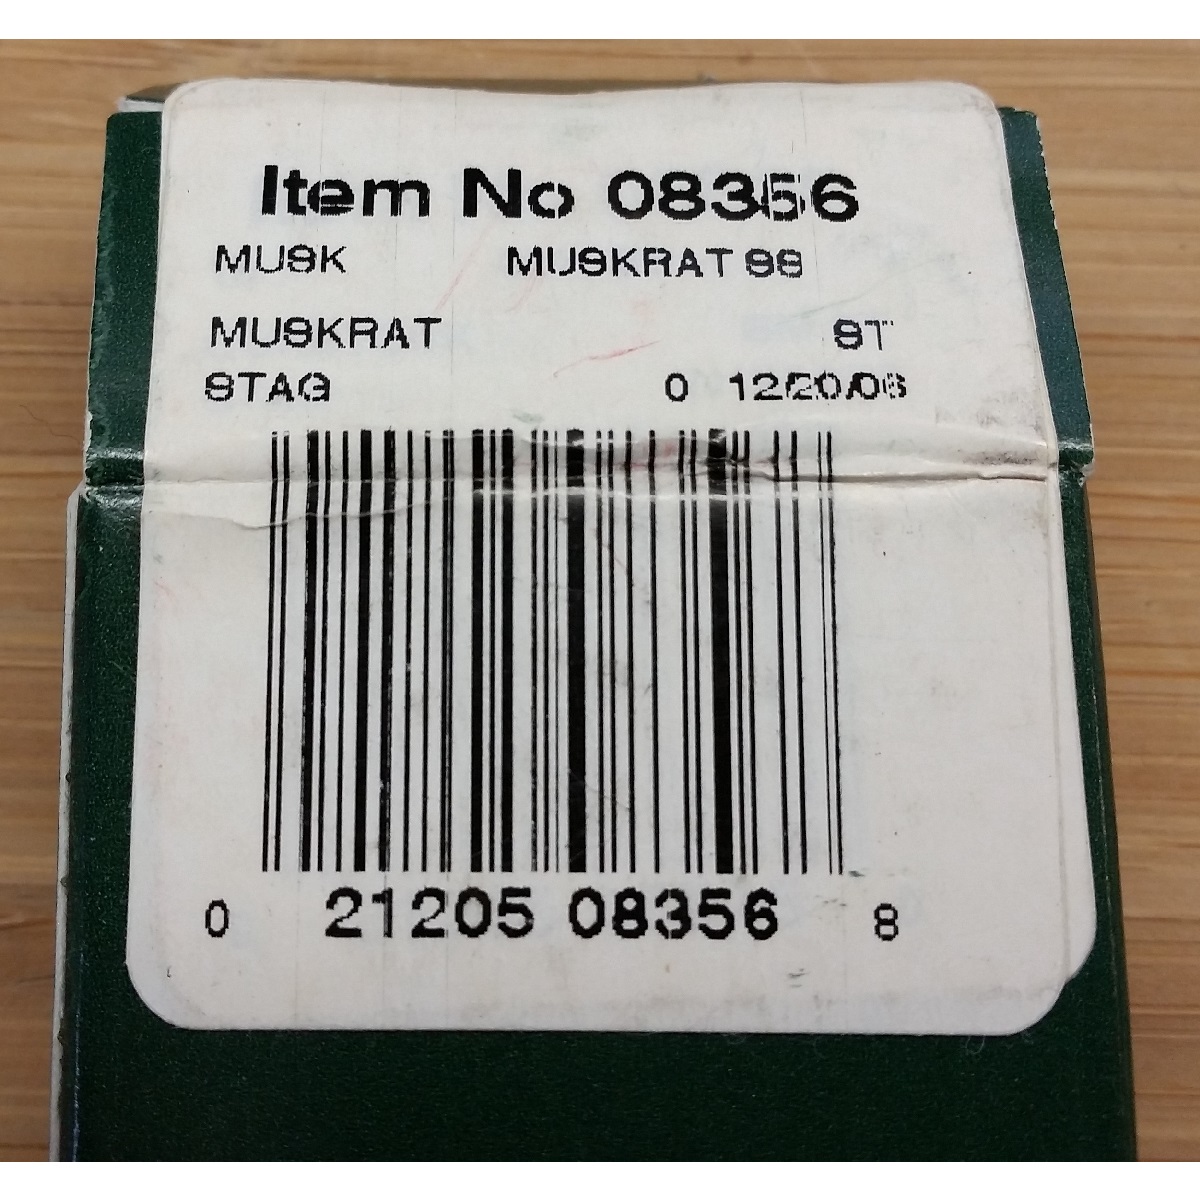 Item No 08356
MUSK MUSKRAT SS
MUSKRAT ST
STAG 0 12/20/06
0 21205 08356 8